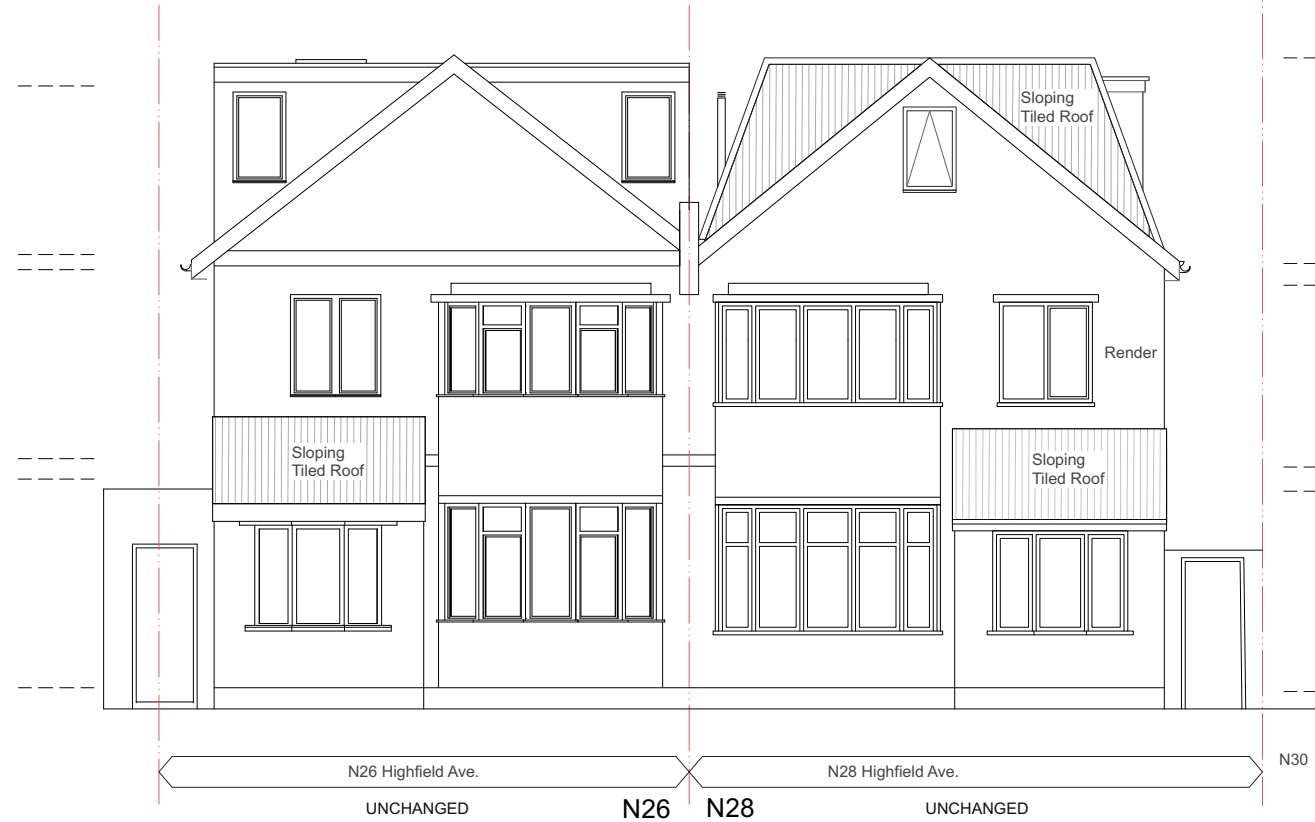 Sloping
Tiled Roof
Render
Sloping
Tiled Roof
Sloping
Tiled Roof
N30
N26 Highfield Ave.
N28 Highfield Ave.
UNCHANGED
N26
N28
UNCHANGED